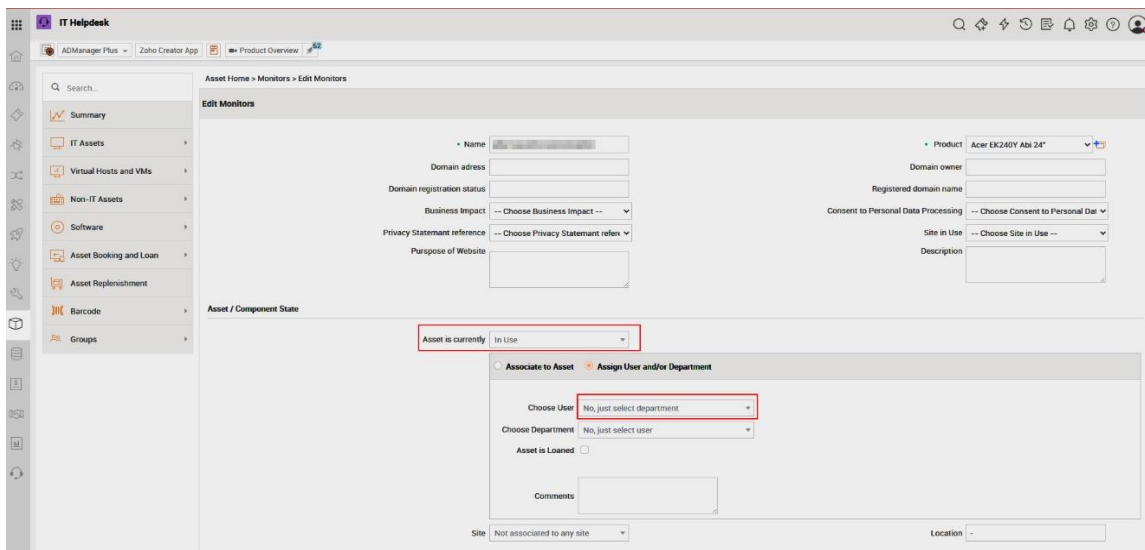 IT Helpdesk
ADManager Plus
Zoho Creator App
Product Overview
52
Search...
Summary
IT Assets
Virtual Hosts and VMs
Non-IT Assets
Software
Asset Booking and Loan
Asset Replenishment
Barcode
Groups
Asset Home > Monitors > Edit Monitors
Edit Monitors
Name
Product Acer EK240Y Abi 24"
Domain adress
Domain owner
Domain registration status
Registered domain name
Business Impact -- Choose Business Impact --
Consent to Personal Data Processing -- Choose Consent to Personal Dat
Privacy Statemant reference -- Choose Privacy Statemant referen
Site in Use -- Choose Site in Use --
Purspose of Website
Description
Asset / Component State
Asset is currently In Use
Associate to Asset Assign User and/or Department
Choose User No, just select department
Choose Department No, just select user
Asset is Loaned
Comments
Site Not associated to any site
Location -